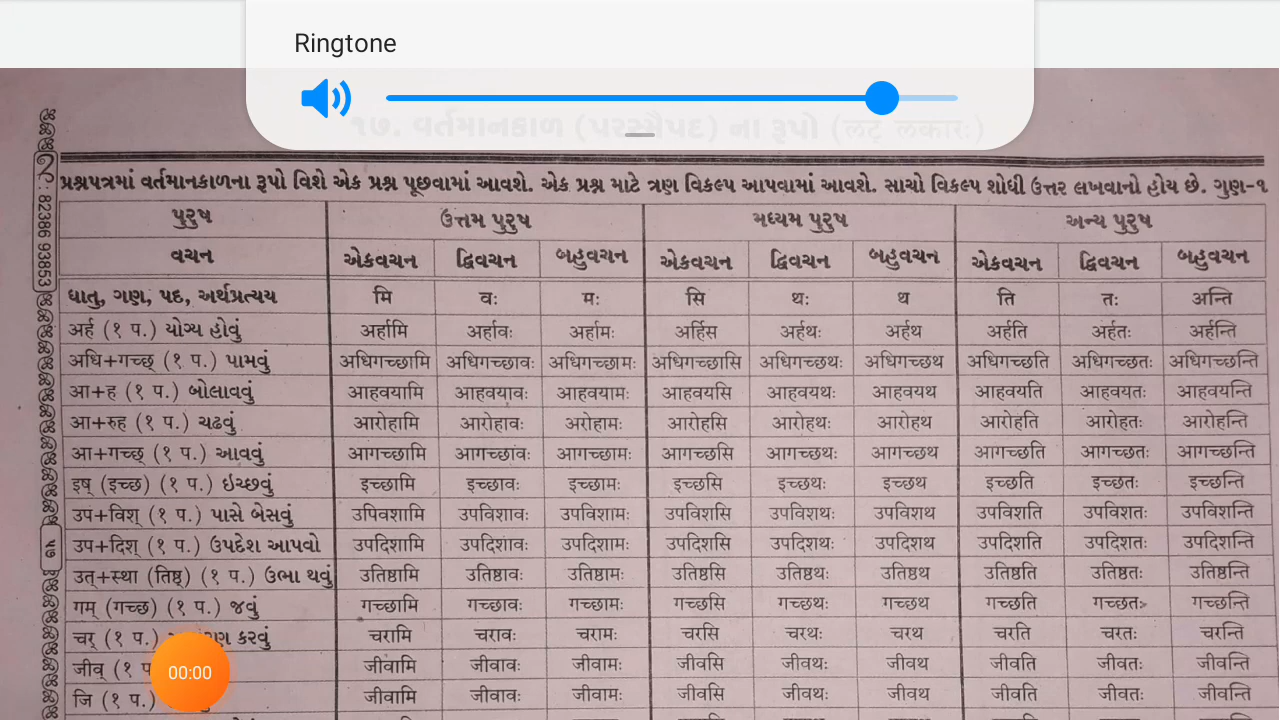 Ringtone
૧૭. વર્તમાનકાળ (પરસ્મૈપદ) ના રૂપો (लट् लकारः)
પ્રશ્નપત્રમાં વર્તમાનકાળના રૂપો વિશે એક પ્રશ્ન પૂછવામાં આવશે. એક પ્રશ્ન માટે ત્રણ વિકલ્પ આપવામાં આવશે. સાચો વિકલ્પ શોધી ઉત્તર લખવાનો હોય છે. ગુણ-૧
82386 93853
પુરુષ ઉત્તમ પુરુષ મધ્યમ પુરુષ અન્ય પુરુષ
વચન એકવચન દ્વિવચન બહુવચન એકવચન દ્વિવચન બહુવચન એકવચન દ્વિવચન બહુવચન
ધાતુ, ગણ, પદ, અર્થપ્રત્યય मि वः मः सि थः थ ति तः अन्ति
अर्ह (१ प.) યોગ્ય હોવું अर्हामि अर्हावः अर्हामः अर्हिस अर्हथः अर्हथ अर्हति अर्हतः अर्हन्ति
अधि+गच्छ् (१ प.) પામવું अधिगच्छामि अधिगच्छावः अधिगच्छामः अधिगच्छासि अधिगच्छथः अधिगच्छथ अधिगच्छति अधिगच्छतः अधिगच्छन्ति
आ+ह (१ प.) બોલાવવું आहवयामि आहवयावः आहवयामः आहवयसि आहवयथः आहवयथ आहवयति आहवयतः आहवयन्ति
आ+रुह (१ प.) ચઢવું आरोहामि आरोहावः अरोहामः आरोहसि आरोहथः आरोहथ आरोहति आरोहतः आरोहन्ति
आ+गच्छ् (१ प.) આવવું आगच्छामि आगच्छावः आगच्छामः आगच्छसि आगच्छथः आगच्छथ आगच्छति आगच्छतः आगच्छन्ति
इष् (इच्छ) (१ प.) ઇચ્છવું इच्छामि इच्छावः इच्छामः इच्छसि इच्छथः इच्छथ इच्छति इच्छतः इच्छन्ति
उप+विश् (१ प.) પાસે બેસવું उपिवशामि उपविशावः उपविशामः उपविशसि उपविशथः उपविशथ उपविशति उपविशतः उपविशन्ति
उप+दिश् (१ प.) ઉપદેશ આપવો उपदिशामि उपदिशावः उपदिशामः उपदिशसि उपदिशथः उपदिशथ उपदिशति उपदिशतः उपदिशन्ति
૫૭
उत्+स्था (तिष्ठ्) (१ प.) ઉભા થવું उतिष्ठामि उतिष्ठावः उतिष्ठामः उतिष्ठसि उतिष्ठथः उतिष्ठथ उतिष्ठति उतिष्ठतः उतिष्ठन्ति
गम् (गच्छ) (१ प.) જવું गच्छामि गच्छावः गच्छामः गच्छसि गच्छथः गच्छथ गच्छति गच्छतः गच्छन्ति
चर् (१ प.) કરવું चरामि चरावः चरामः चरसि चरथः चरथ चरति चरतः चरन्ति
जीव् (१ जीवामि जीवावः जीवामः जीवसि जीवथः जीवथ जीवति जीवतः जीवन्ति
00:00
जि (१ प.) जीवामि जीवावः जीवामः जीवसि जीवथः जीवथ जीवति जीवतः जीवन्ति